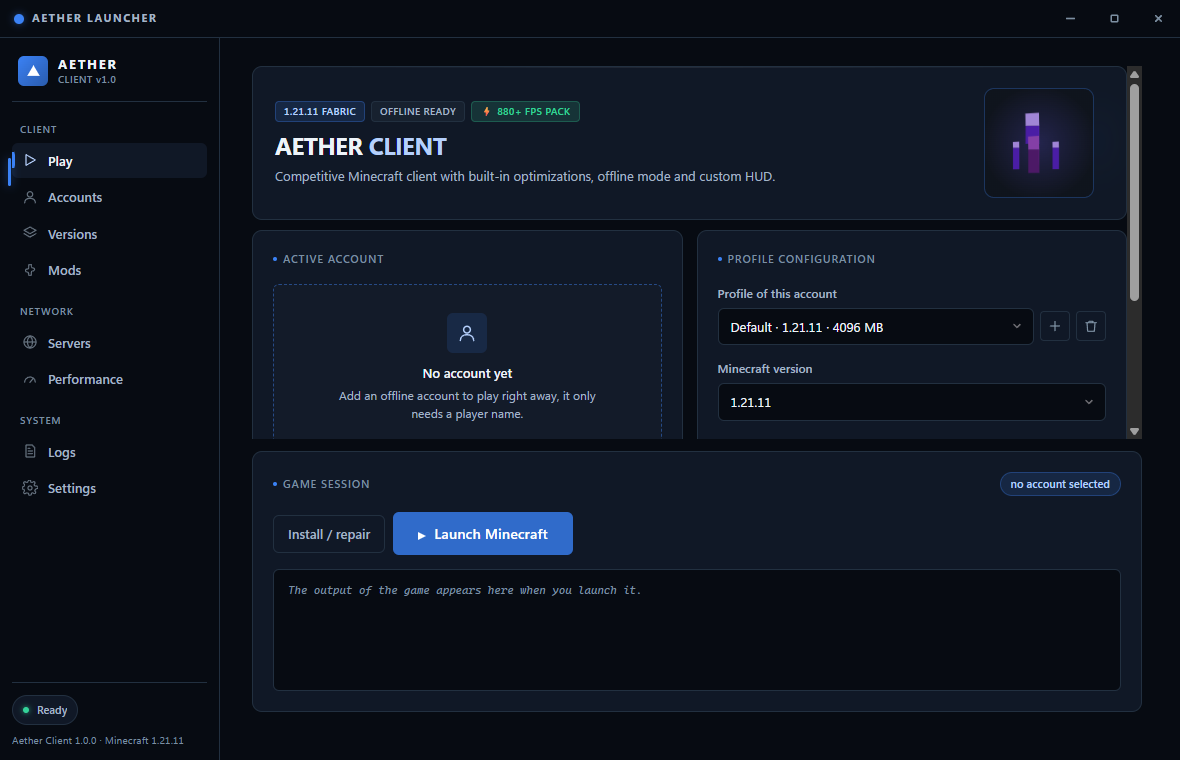 AETHER LAUNCHER
AETHER
CLIENT v1.0
CLIENT
Play
Accounts
Versions
Mods
NETWORK
Servers
Performance
SYSTEM
Logs
Settings
Ready
Aether Client 1.0.0 · Minecraft 1.21.11
1.21.11 FABRIC
OFFLINE READY
880+ FPS PACK
AETHER CLIENT
Competitive Minecraft client with built-in optimizations, offline mode and custom HUD.
ACTIVE ACCOUNT
No account yet
Add an offline account to play right away, it only
needs a player name.
PROFILE CONFIGURATION
Profile of this account
Default · 1.21.11 · 4096 MB
Minecraft version
1.21.11
GAME SESSION
no account selected
Install / repair
Launch Minecraft
The output of the game appears here when you launch it.